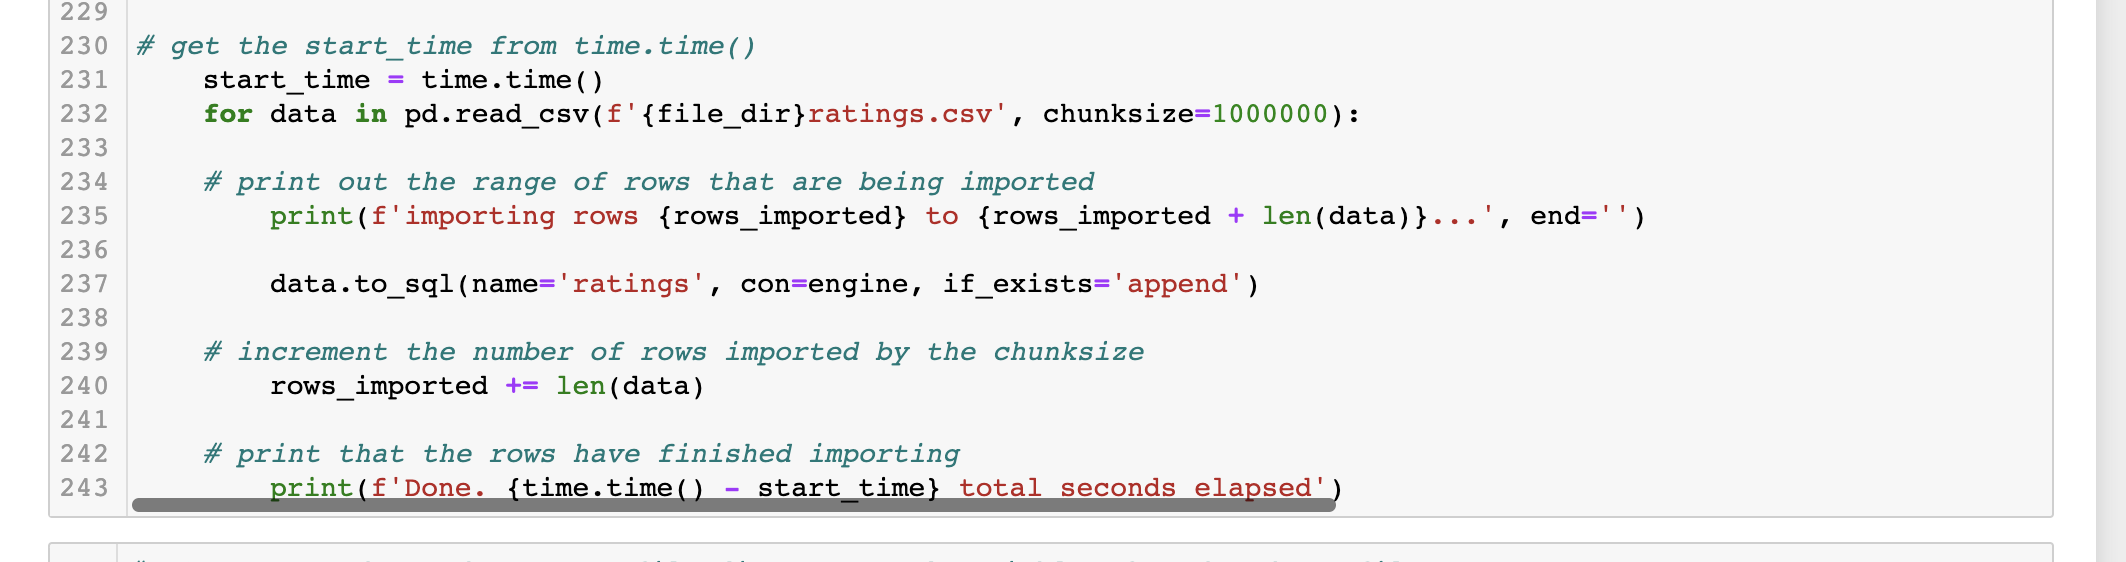 229
230 # get the start_time from time.time()
231     start_time = time.time()
232     for data in pd.read_csv(f'{file_dir}ratings.csv', chunksize=1000000):
233
234     # print out the range of rows that are being imported
235         print(f'importing rows {rows_imported} to {rows_imported + len(data)}...', end='')
236
237         data.to_sql(name='ratings', con=engine, if_exists='append')
238
239     # increment the number of rows imported by the chunksize
240         rows_imported += len(data)
241
242     # print that the rows have finished importing
243         print(f'Done. {time.time() - start_time} total seconds elapsed')